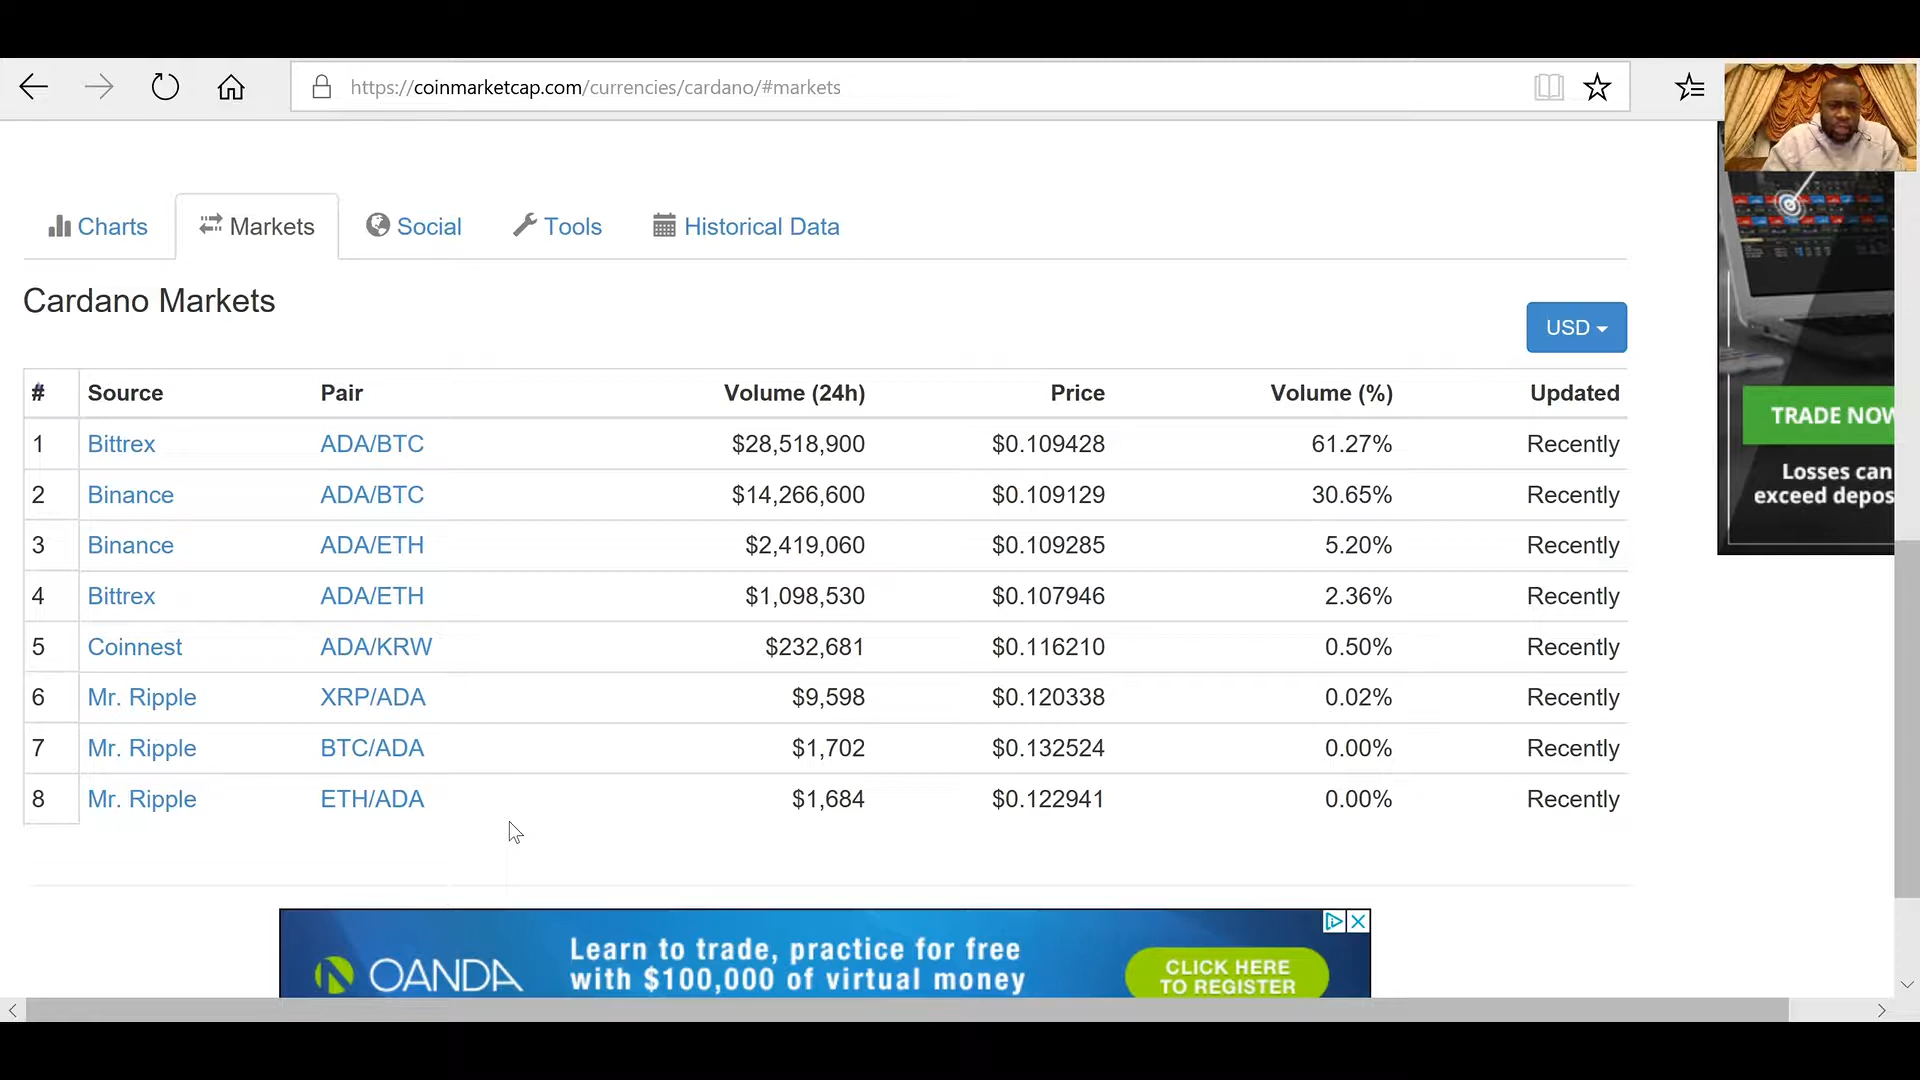 https://coinmarketcap.com/currencies/cardano/#markets
Charts Markets Social Tools Historical Data
Cardano Markets
USD
# Source Pair Volume (24h) Price Volume (%) Updated
1 Bittrex ADA/BTC $28,518,900 $0.109428 61.27% Recently
2 Binance ADA/BTC $14,266,600 $0.109129 30.65% Recently
3 Binance ADA/ETH $2,419,060 $0.109285 5.20% Recently
4 Bittrex ADA/ETH $1,098,530 $0.107946 2.36% Recently
5 Coinnest ADA/KRW $232,681 $0.116210 0.50% Recently
6 Mr. Ripple XRP/ADA $9,598 $0.120338 0.02% Recently
7 Mr. Ripple BTC/ADA $1,702 $0.132524 0.00% Recently
8 Mr. Ripple ETH/ADA $1,684 $0.122941 0.00% Recently
TRADE NOW
Losses can
exceed depos
OANDA
Learn to trade, practice for free
with $100,000 of virtual money
CLICK HERE
TO REGISTER